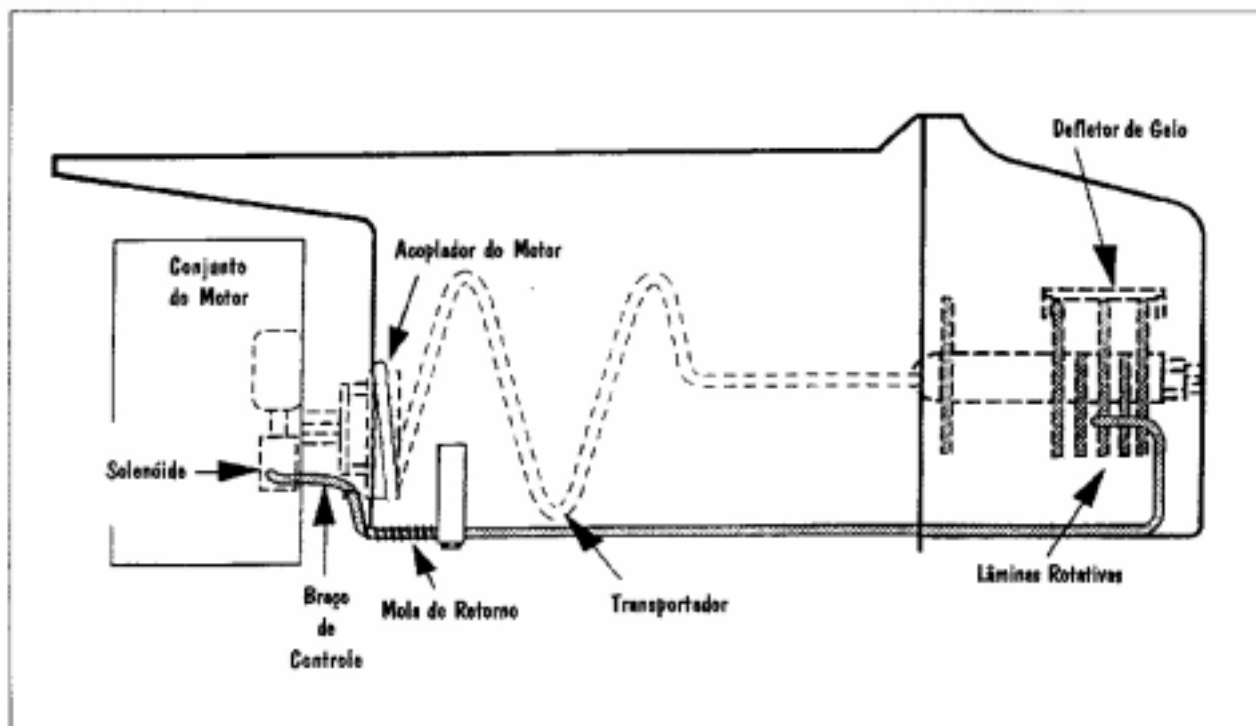 Defletor de Gelo
Acoplador do Motor
Conjunto
do Motor
Solenóide
Lâminas Rotativas
Transportador
Mola de Retorno
Braço
de
Controle